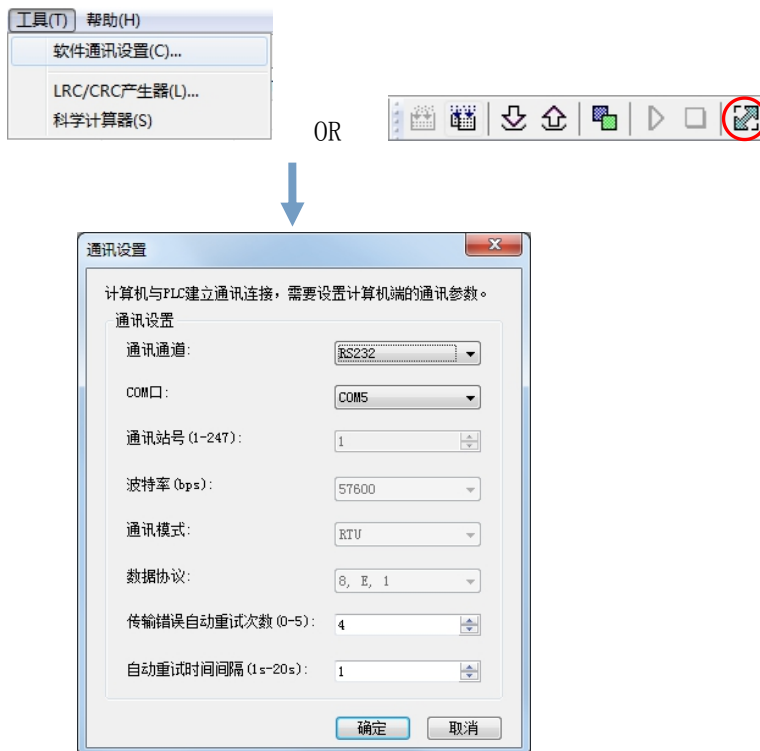 工具(T) 帮助(H)
软件通讯设置(C)...
LRC/CRC产生器(L)...
科学计算器(S)
OR
通讯设置
计算机与PLC建立通讯连接，需要设置计算机端的通讯参数。
通讯设置
通讯通道: RS232
COM口: COM5
通讯站号(1-247): 1
波特率(bps): 57600
通讯模式: RTU
数据协议: 8, E, 1
传输错误自动重试次数(0-5): 4
自动重试时间间隔(1s-20s): 1
确定 取消